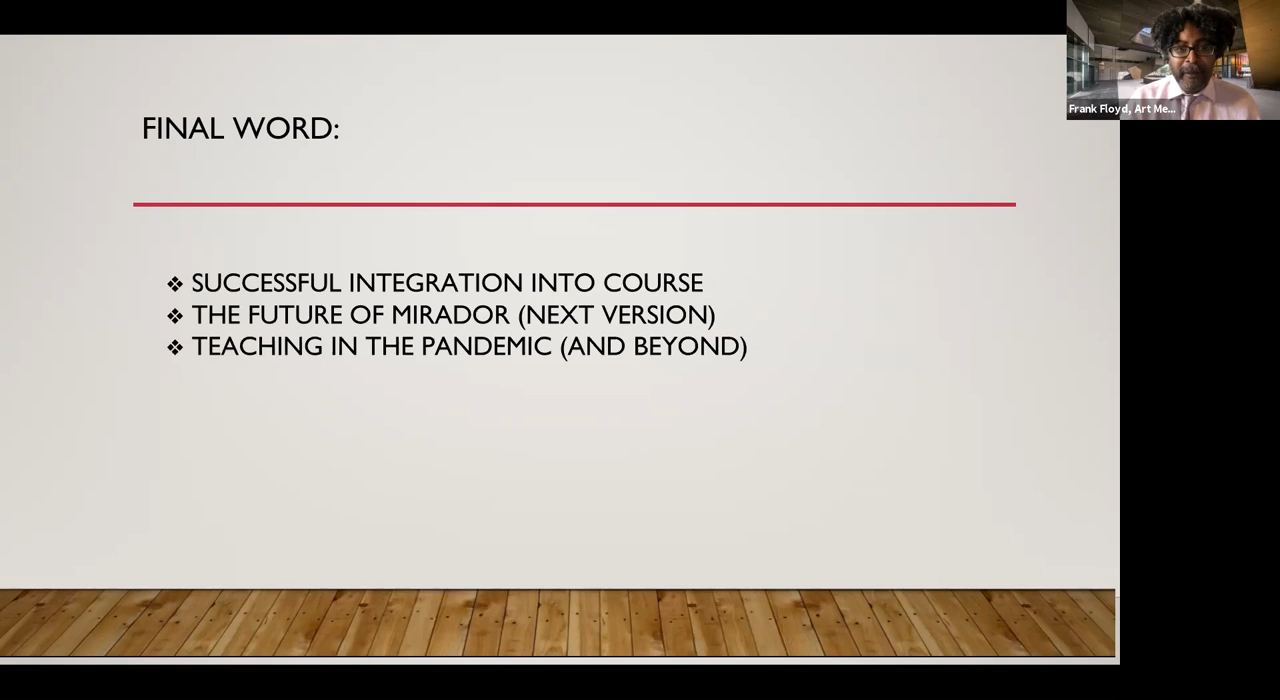 Frank Floyd, Art Me...
FINAL WORD:
❖ SUCCESSFUL INTEGRATION INTO COURSE
❖ THE FUTURE OF MIRADOR (NEXT VERSION)
❖ TEACHING IN THE PANDEMIC (AND BEYOND)